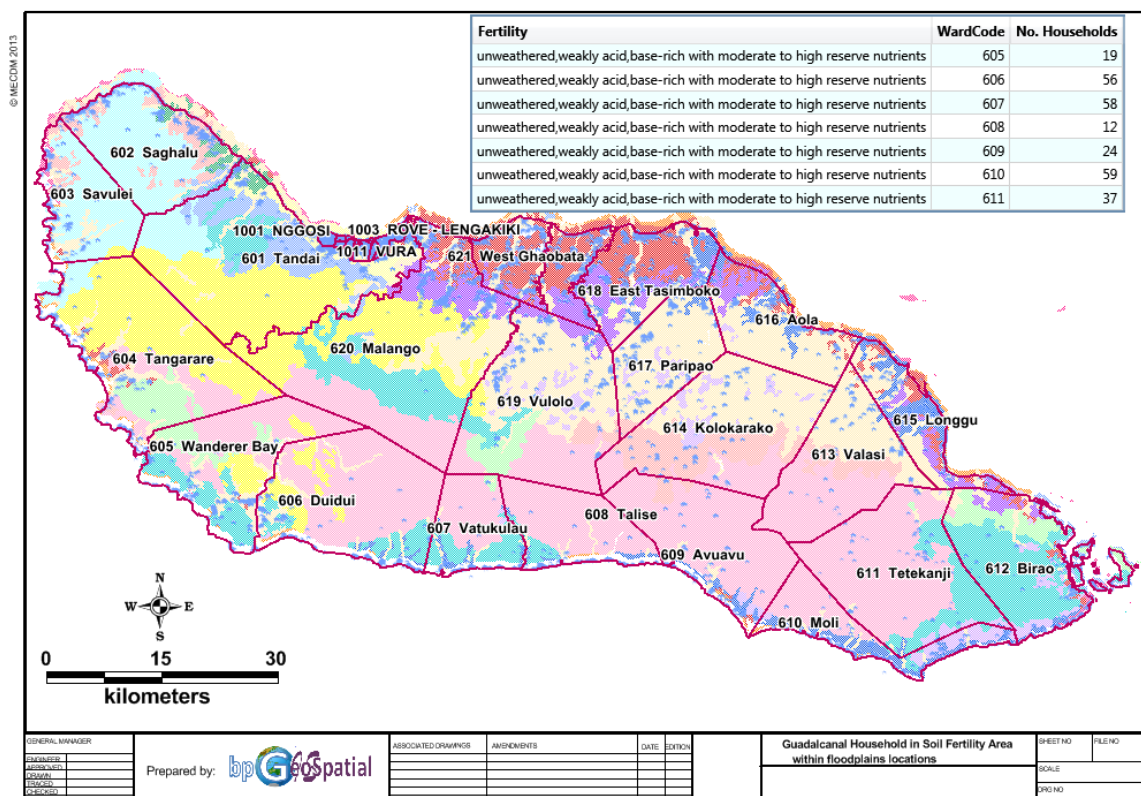 © MECDM 2013
Fertility WardCode No. Households
unweathered,weakly acid,base-rich with moderate to high reserve nutrients 605 19
unweathered,weakly acid,base-rich with moderate to high reserve nutrients 606 56
unweathered,weakly acid,base-rich with moderate to high reserve nutrients 607 58
unweathered,weakly acid,base-rich with moderate to high reserve nutrients 608 12
unweathered,weakly acid,base-rich with moderate to high reserve nutrients 609 24
unweathered,weakly acid,base-rich with moderate to high reserve nutrients 610 59
unweathered,weakly acid,base-rich with moderate to high reserve nutrients 611 37
602 Saghalu
603 Savulei
1001 NGGOSI
1003 ROVE - LENGAKIKI
1011 VURA
601 Tandai
621 West Ghaobata
618 East Tasimboko
616 Aola
620 Malango
604 Tangarare
617 Paripao
619 Vulolo
615 Longgu
614 Kolokarako
605 Wanderer Bay
613 Valasi
606 Duidui
608 Talise
607 Vatukulau
609 Avuavu
612 Birao
611 Tetekanji
610 Moli
N
W E
S
0 15 30
kilometers
GENERAL MANAGER
ENGINEER
APPROVED
DRAWN
TRACED
CHECKED
Prepared by: bpGeoSpatial
ASSOCIATED DRAWINGS AMENDMENTS DATE EDITION
Guadalcanal Household in Soil Fertility Area
within floodplains locations
SHEET NO FILE NO
SCALE
DRG NO